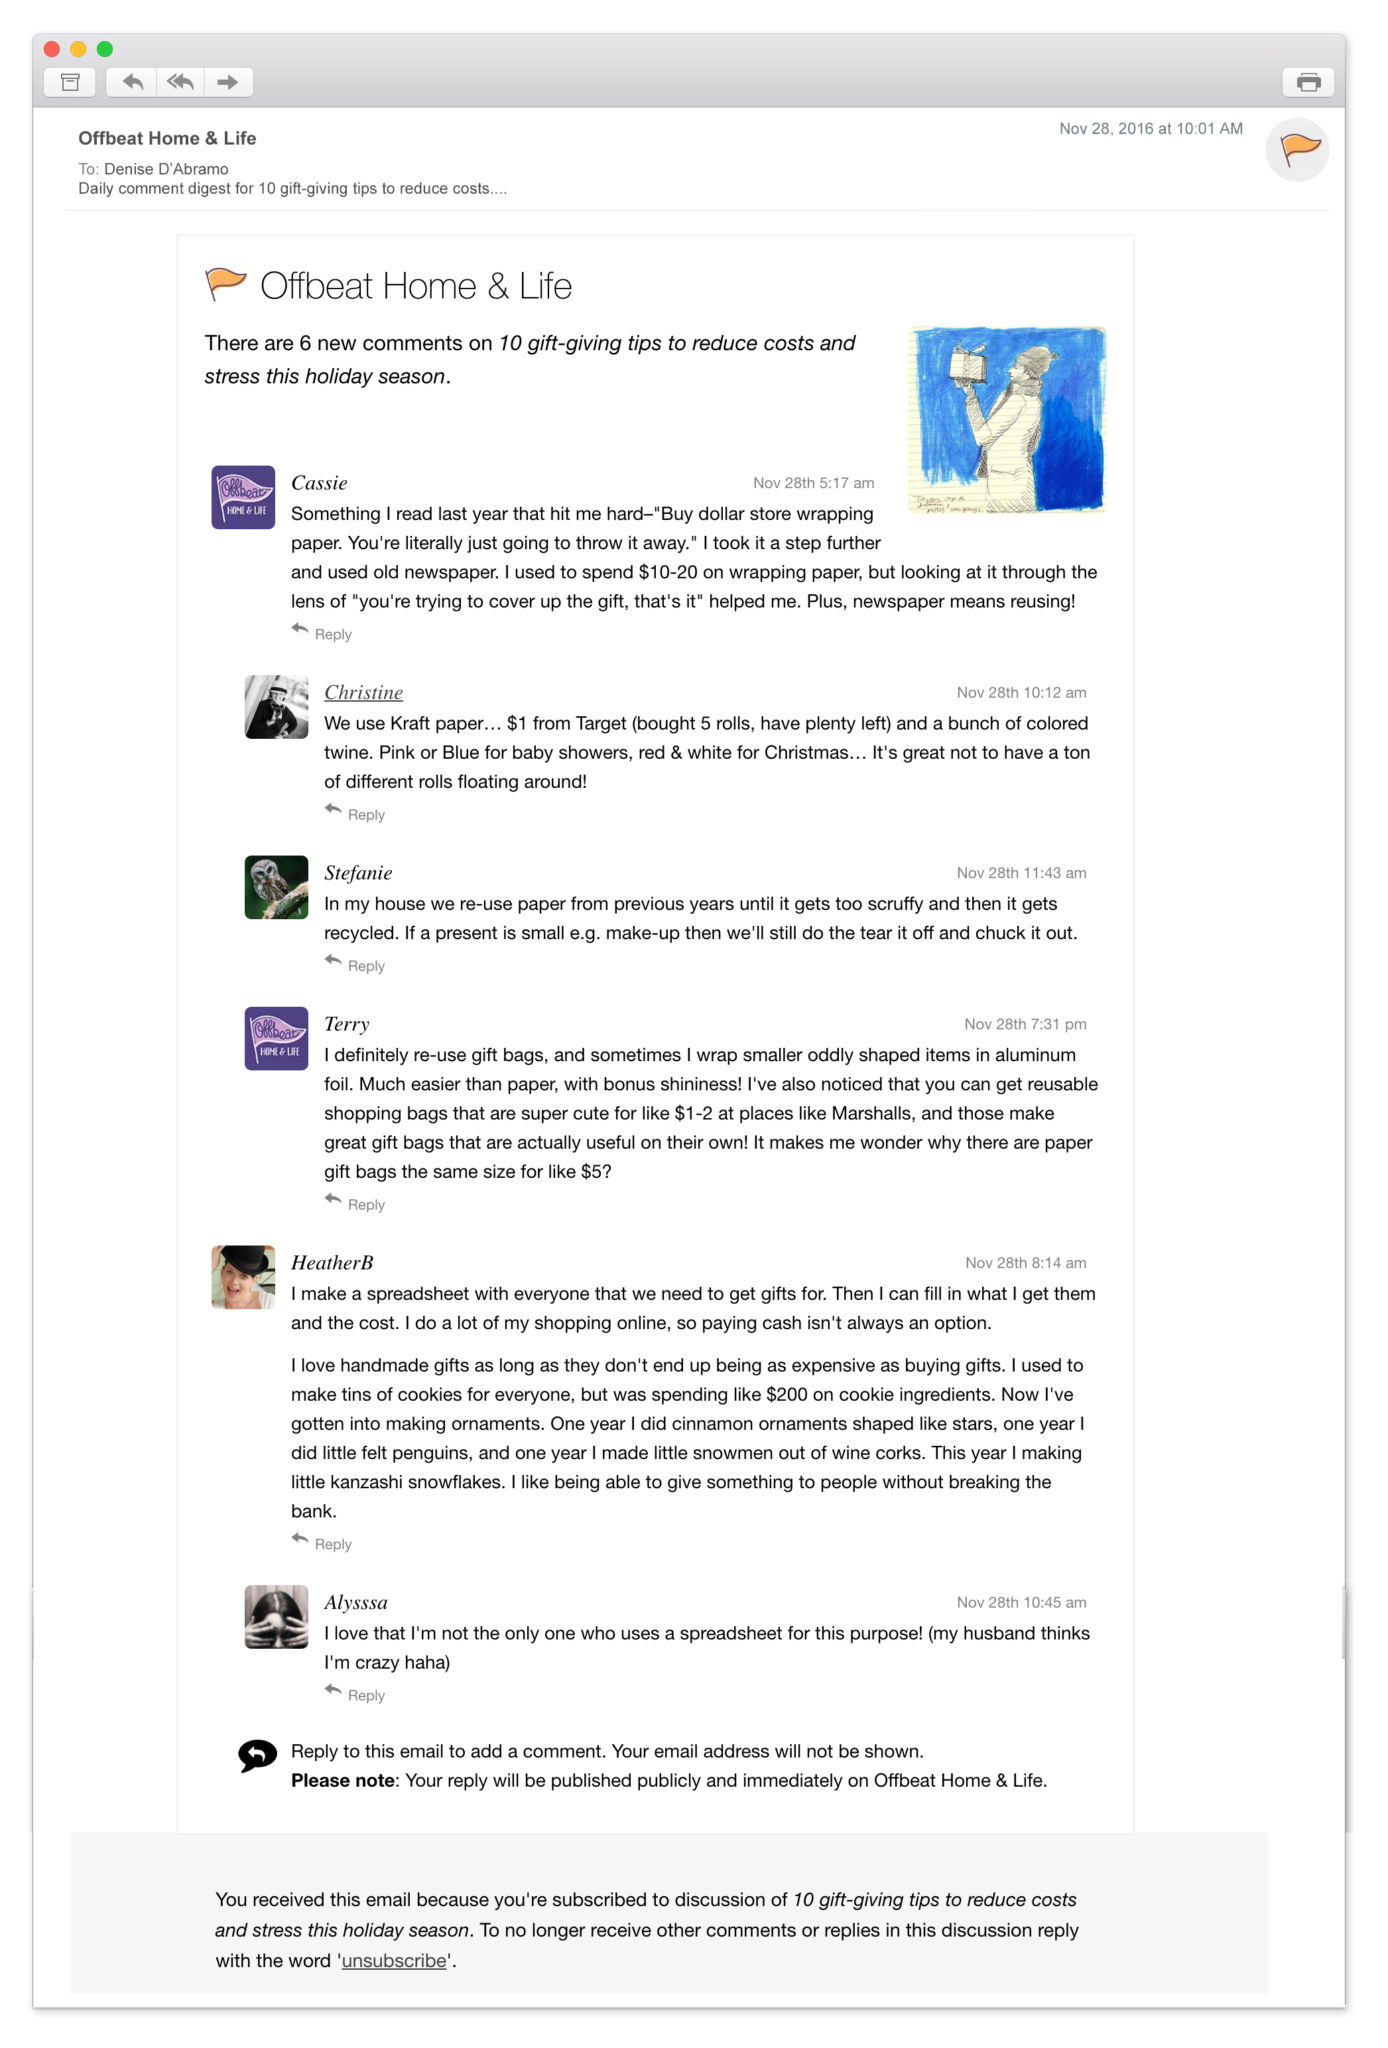 Nov 28, 2016 at 10:01 AM
Offbeat Home & Life
To: Denise D'Abramo
Daily comment digest for 10 gift-giving tips to reduce costs....
Offbeat Home & Life
There are 6 new comments on 10 gift-giving tips to reduce costs and
stress this holiday season.
Offbeat
HOME & LIFE
Cassie
Nov 28th 5:17 am
Something I read last year that hit me hard–"Buy dollar store wrapping
paper. You're literally just going to throw it away." I took it a step further
and used old newspaper. I used to spend $10-20 on wrapping paper, but looking at it through the
lens of "you're trying to cover up the gift, that's it" helped me. Plus, newspaper means reusing!
Reply
Christine
Nov 28th 10:12 am
We use Kraft paper… $1 from Target (bought 5 rolls, have plenty left) and a bunch of colored
twine. Pink or Blue for baby showers, red & white for Christmas… It's great not to have a ton
of different rolls floating around!
Reply
Stefanie
Nov 28th 11:43 am
In my house we re-use paper from previous years until it gets too scruffy and then it gets
recycled. If a present is small e.g. make-up then we'll still do the tear it off and chuck it out.
Reply
Offbeat
HOME & LIFE
Terry
Nov 28th 7:31 pm
I definitely re-use gift bags, and sometimes I wrap smaller oddly shaped items in aluminum
foil. Much easier than paper, with bonus shininess! I've also noticed that you can get reusable
shopping bags that are super cute for like $1-2 at places like Marshalls, and those make
great gift bags that are actually useful on their own! It makes me wonder why there are paper
gift bags the same size for like $5?
Reply
HeatherB
Nov 28th 8:14 am
I make a spreadsheet with everyone that we need to get gifts for. Then I can fill in what I get them
and the cost. I do a lot of my shopping online, so paying cash isn't always an option.
I love handmade gifts as long as they don't end up being as expensive as buying gifts. I used to
make tins of cookies for everyone, but was spending like $200 on cookie ingredients. Now I've
gotten into making ornaments. One year I did cinnamon ornaments shaped like stars, one year I
did little felt penguins, and one year I made little snowmen out of wine corks. This year I making
little kanzashi snowflakes. I like being able to give something to people without breaking the
bank.
Reply
Alysssa
Nov 28th 10:45 am
I love that I'm not the only one who uses a spreadsheet for this purpose! (my husband thinks
I'm crazy haha)
Reply
Reply to this email to add a comment. Your email address will not be shown.
Please note: Your reply will be published publicly and immediately on Offbeat Home & Life.
You received this email because you're subscribed to discussion of 10 gift-giving tips to reduce costs
and stress this holiday season. To no longer receive other comments or replies in this discussion reply
with the word 'unsubscribe'.